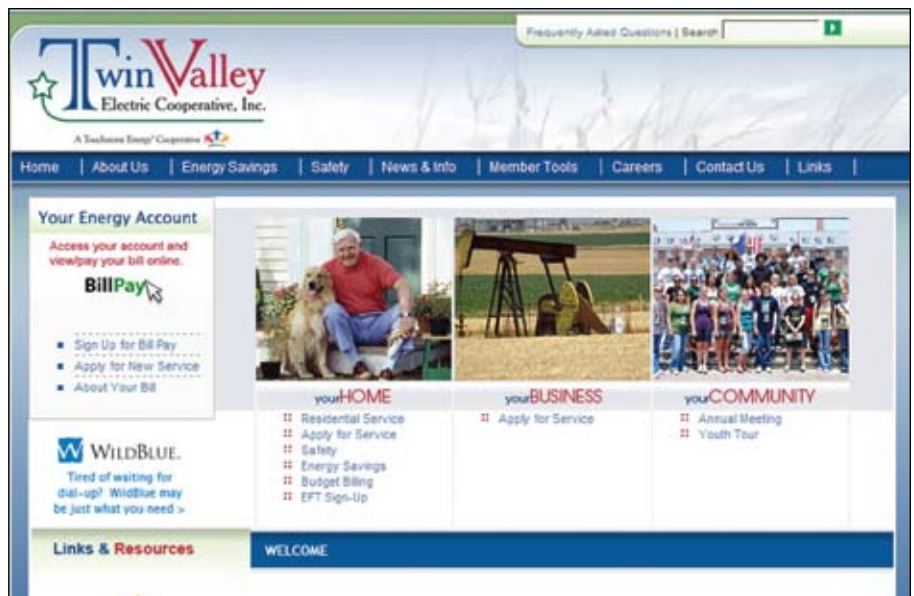 Frequently Asked Questions | Search
Twin Valley
Electric Cooperative, Inc.
A Touchstone Energy® Cooperative
Home | About Us | Energy Savings | Safety | News & Info | Member Tools | Careers | Contact Us | Links |
Your Energy Account
Access your account and
view/pay your bill online.
BillPay
Sign Up for Bill Pay
Apply for New Service
About Your Bill
WILDBLUE.
Tired of waiting for
dial-up? WildBlue may
be just what you need >
Links & Resources
yourHOME
Residential Service
Apply for Service
Safety
Energy Savings
Budget Billing
EFT Sign-Up
yourBUSINESS
Apply for Service
yourCOMMUNITY
Annual Meeting
Youth Tour
WELCOME